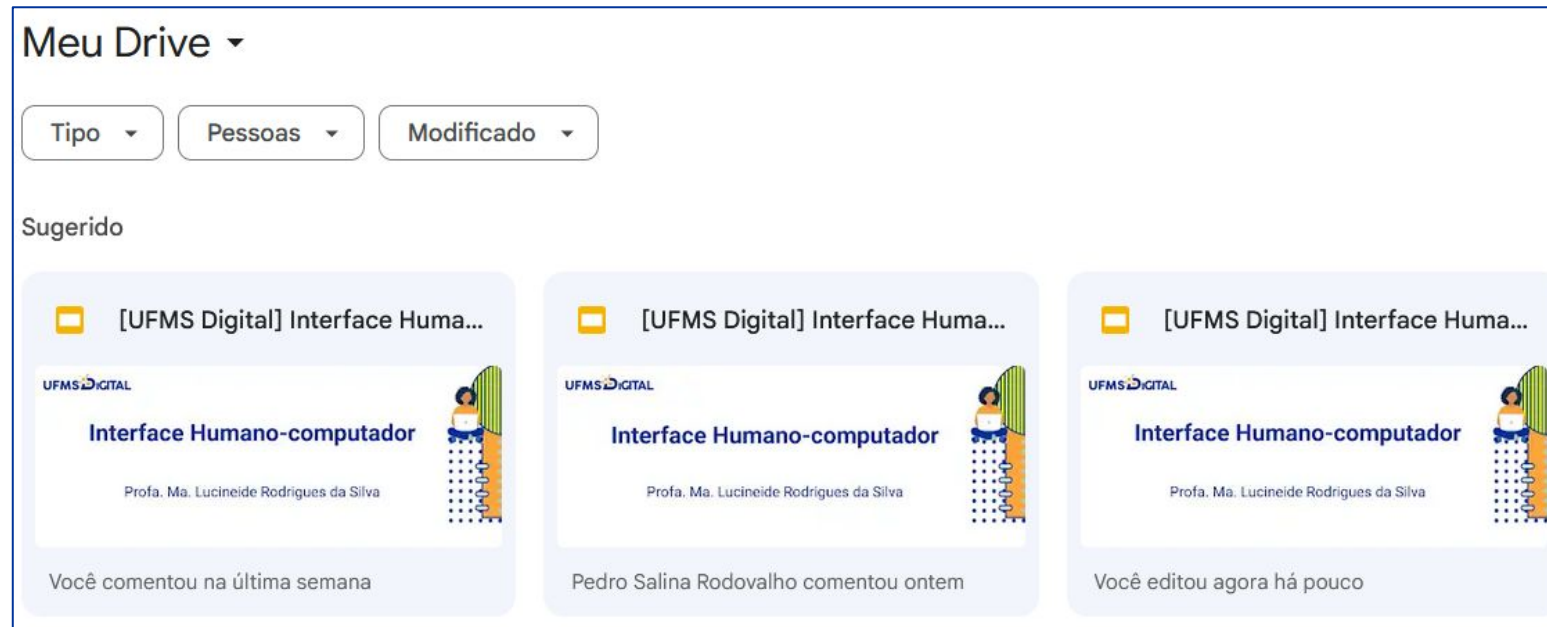 Meu Drive
Tipo Pessoas Modificado
Sugerido
[UFMS Digital] Interface Huma... [UFMS Digital] Interface Huma... [UFMS Digital] Interface Huma...
UFMS DIGITAL UFMS DIGITAL UFMS DIGITAL
Interface Humano-computador Interface Humano-computador Interface Humano-computador
Profa. Ma. Lucineide Rodrigues da Silva Profa. Ma. Lucineide Rodrigues da Silva Profa. Ma. Lucineide Rodrigues da Silva
Você comentou na última semana Pedro Salina Rodovalho comentou ontem Você editou agora há pouco